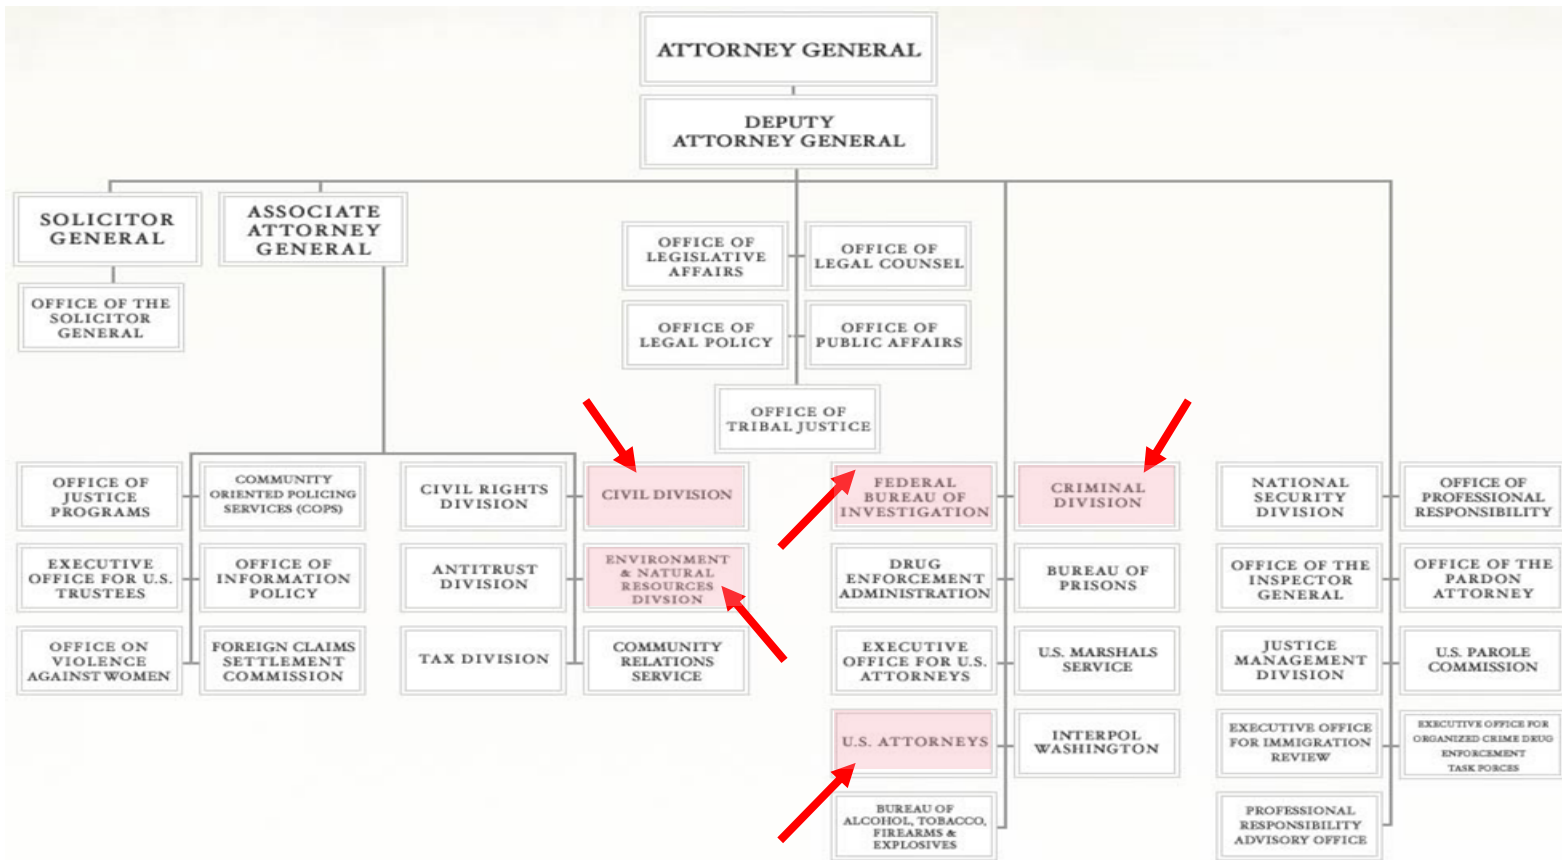 ATTORNEY GENERAL
DEPUTY
ATTORNEY GENERAL
SOLICITOR
GENERAL
ASSOCIATE
ATTORNEY
GENERAL
OFFICE OF THE
SOLICITOR
GENERAL
OFFICE OF
LEGISLATIVE
AFFAIRS
OFFICE OF
LEGAL COUNSEL
OFFICE OF
LEGAL POLICY
OFFICE OF
PUBLIC AFFAIRS
OFFICE OF
TRIBAL JUSTICE
OFFICE OF
JUSTICE
PROGRAMS
COMMUNITY
ORIENTED POLICING
SERVICES (COPS)
CIVIL RIGHTS
DIVISION
CIVIL DIVISION
FEDERAL
BUREAU OF
INVESTIGATION
CRIMINAL
DIVISION
NATIONAL
SECURITY
DIVISION
OFFICE OF
PROFESSIONAL
RESPONSIBILITY
EXECUTIVE
OFFICE FOR U.S.
TRUSTEES
OFFICE OF
INFORMATION
POLICY
ANTITRUST
DIVISION
ENVIRONMENT
& NATURAL
RESOURCES
DIVSION
DRUG
ENFORCEMENT
ADMINISTRATION
BUREAU OF
PRISONS
OFFICE OF THE
INSPECTOR
GENERAL
OFFICE OF THE
PARDON
ATTORNEY
OFFICE ON
VIOLENCE
AGAINST WOMEN
FOREIGN CLAIMS
SETTLEMENT
COMMISSION
TAX DIVISION
COMMUNITY
RELATIONS
SERVICE
EXECUTIVE
OFFICE FOR U.S.
ATTORNEYS
U.S. MARSHALS
SERVICE
JUSTICE
MANAGEMENT
DIVISION
U.S. PAROLE
COMMISSION
U.S. ATTORNEYS
INTERPOL
WASHINGTON
EXECUTIVE OFFICE
FOR IMMIGRATION
REVIEW
EXECUTIVE OFFICE FOR
ORGANIZED CRIME DRUG
ENFORCEMENT
TASK FORCES
BUREAU OF
ALCOHOL, TOBACCO,
FIREARMS &
EXPLOSIVES
PROFESSIONAL
RESPONSIBILITY
ADVISORY OFFICE